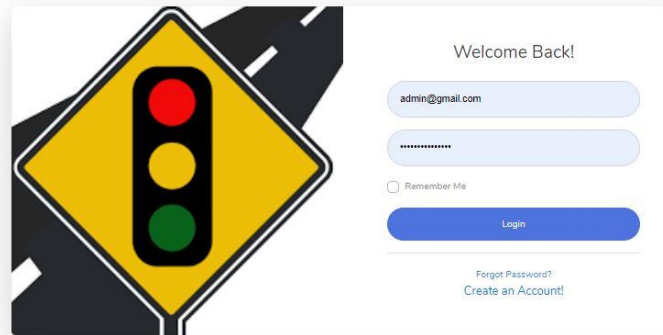 Welcome Back!
admin@gmail.com
•••••••••••••••
Remember Me
Login
Forgot Password?
Create an Account!